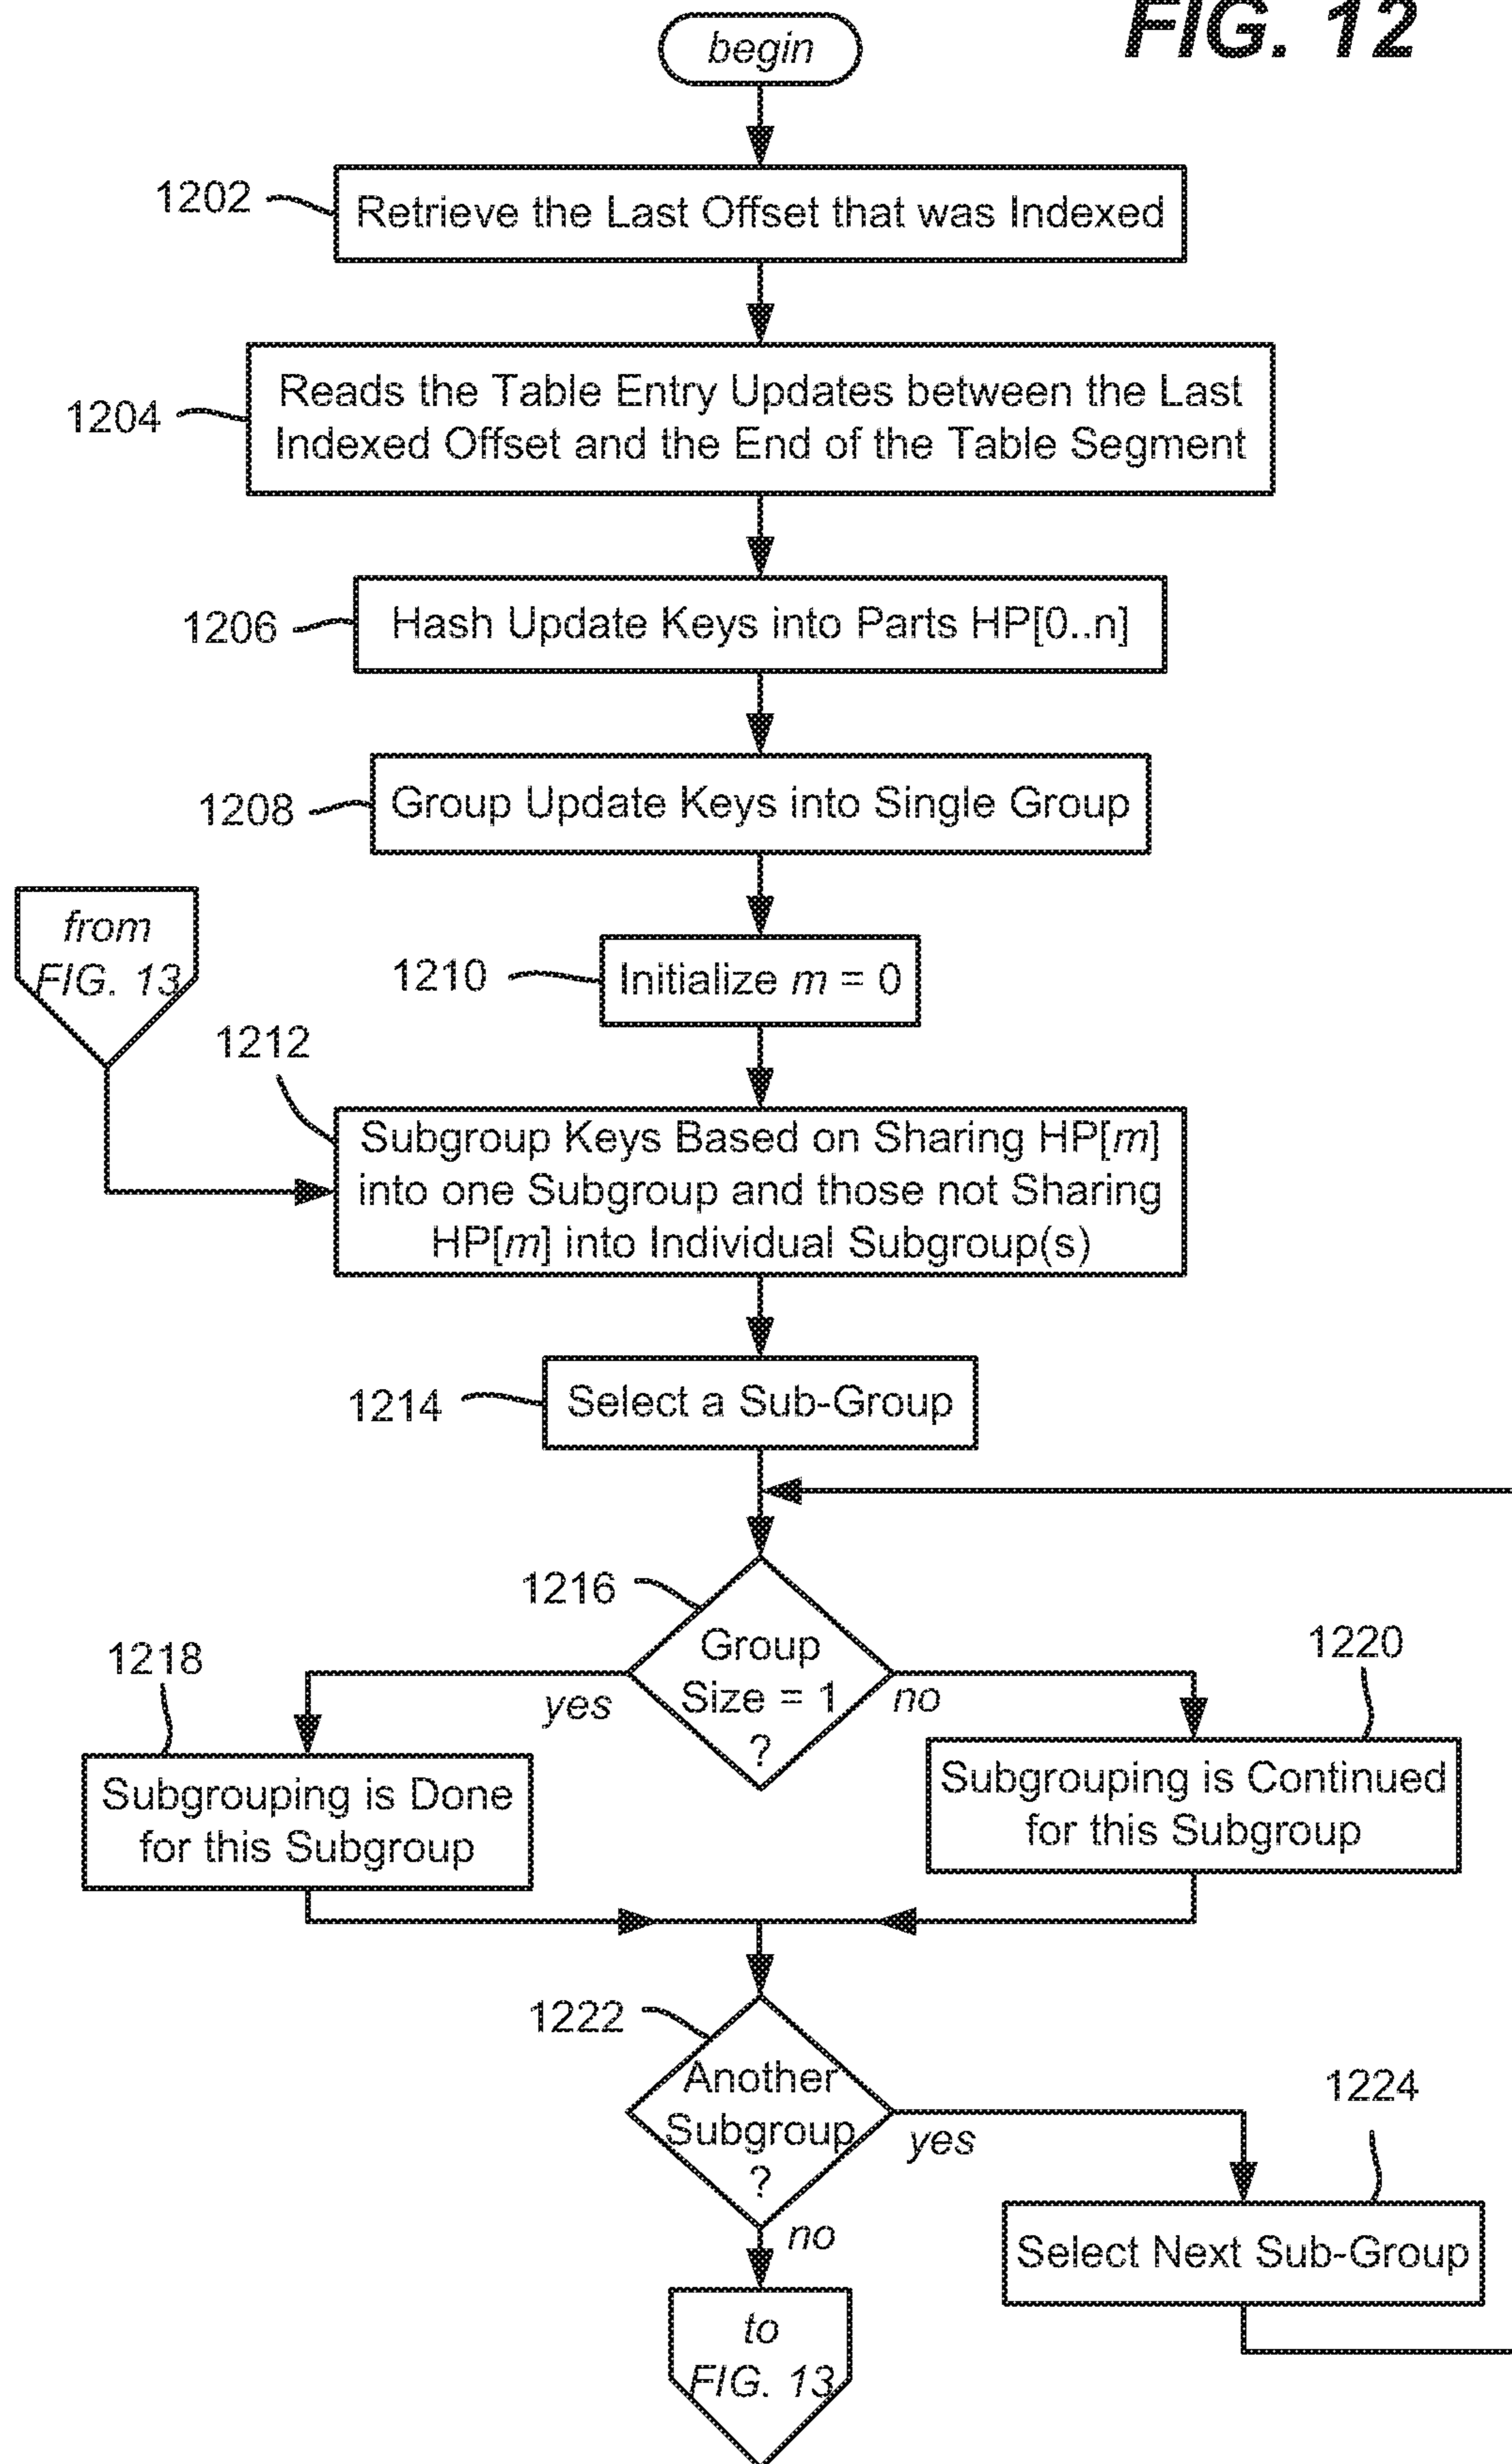 FIG. 12
begin
1202
Retrieve the Last Offset that was Indexed
1204
Reads the Table Entry Updates between the Last
Indexed Offset and the End of the Table Segment
1206
Hash Update Keys into Parts HP[0..n]
1208
Group Update Keys into Single Group
from
FIG. 13
1210
Initialize m = 0
1212
Subgroup Keys Based on Sharing HP[m]
into one Subgroup and those not Sharing
HP[m] into Individual Subgroup(s)
1214
Select a Sub-Group
1216
Group
Size = 1
?
yes
no
1218
Subgrouping is Done
for this Subgroup
1220
Subgrouping is Continued
for this Subgroup
1222
Another
Subgroup
?
yes
no
1224
Select Next Sub-Group
to
FIG. 13